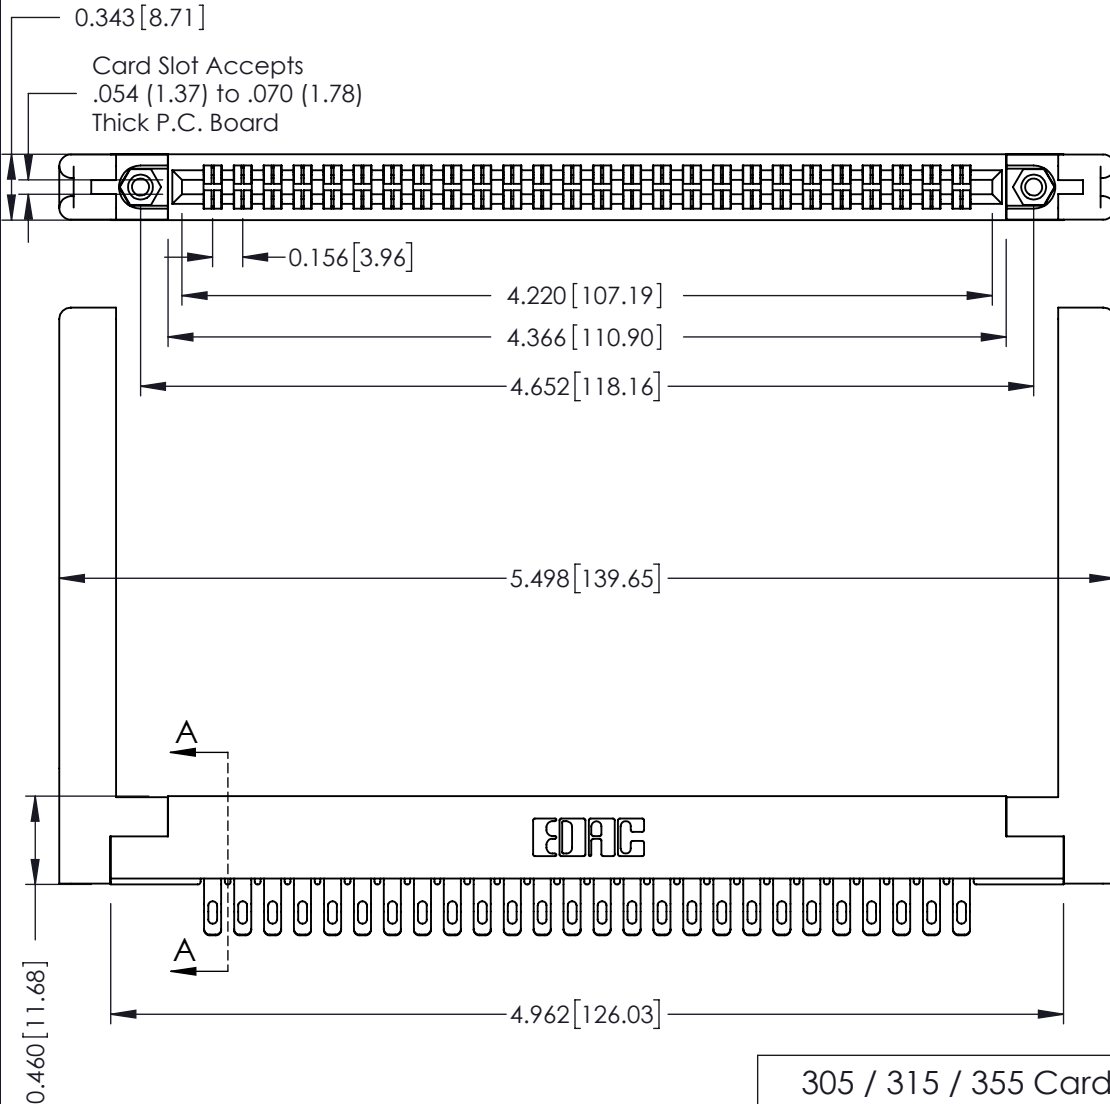 0.343[8.71]
Card Slot Accepts
.054 (1.37) to .070 (1.78)
Thick P.C. Board
0.156[3.96]
4.220[107.19]
4.366[110.90]
4.652[118.16]
5.498[139.65]
A
EDAC
A
0.460[11.68]
4.962[126.03]
305 / 315 / 355 Card